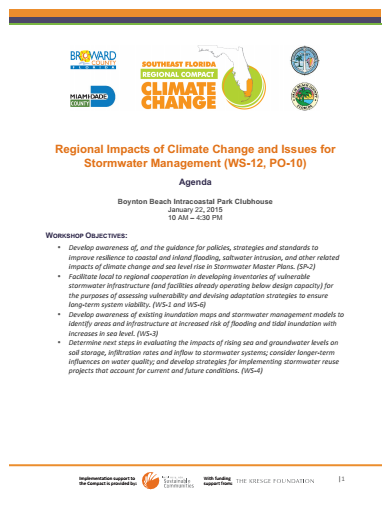 BROWARD
COUNTY
FLORIDA
MIAMI-DADE
COUNTY
SOUTHEAST FLORIDA
REGIONAL COMPACT
CLIMATE
CHANGE
Regional Impacts of Climate Change and Issues for
Stormwater Management (WS-12, PO-10)
Agenda
Boynton Beach Intracoastal Park Clubhouse
January 22, 2015
10 AM – 4:30 PM
WORKSHOP OBJECTIVES:
• Develop awareness of, and the guidance for policies, strategies and standards to
improve resilience to coastal and inland flooding, saltwater intrusion, and other related
impacts of climate change and sea level rise in Stormwater Master Plans. (SP-2)
• Facilitate local to regional cooperation in developing inventories of vulnerable
stormwater infrastructure (and facilities already operating below design capacity) for
the purposes of assessing vulnerability and devising adaptation strategies to ensure
long-term system viability. (WS-1 and WS-6)
• Develop awareness of existing inundation maps and stormwater management models to
identify areas and infrastructure at increased risk of flooding and tidal inundation with
increases in sea level. (WS-3)
• Determine next steps in evaluating the impacts of rising sea and groundwater levels on
soil storage, infiltration rates and inflow to stormwater systems; consider longer-term
influences on water quality; and develop strategies for implementing stormwater reuse
projects that account for current and future conditions. (WS-4)
Implementation support to
the Compact is provided by:
Sustainable
Communities
With funding
support from:
THE KRESGE FOUNDATION
|1